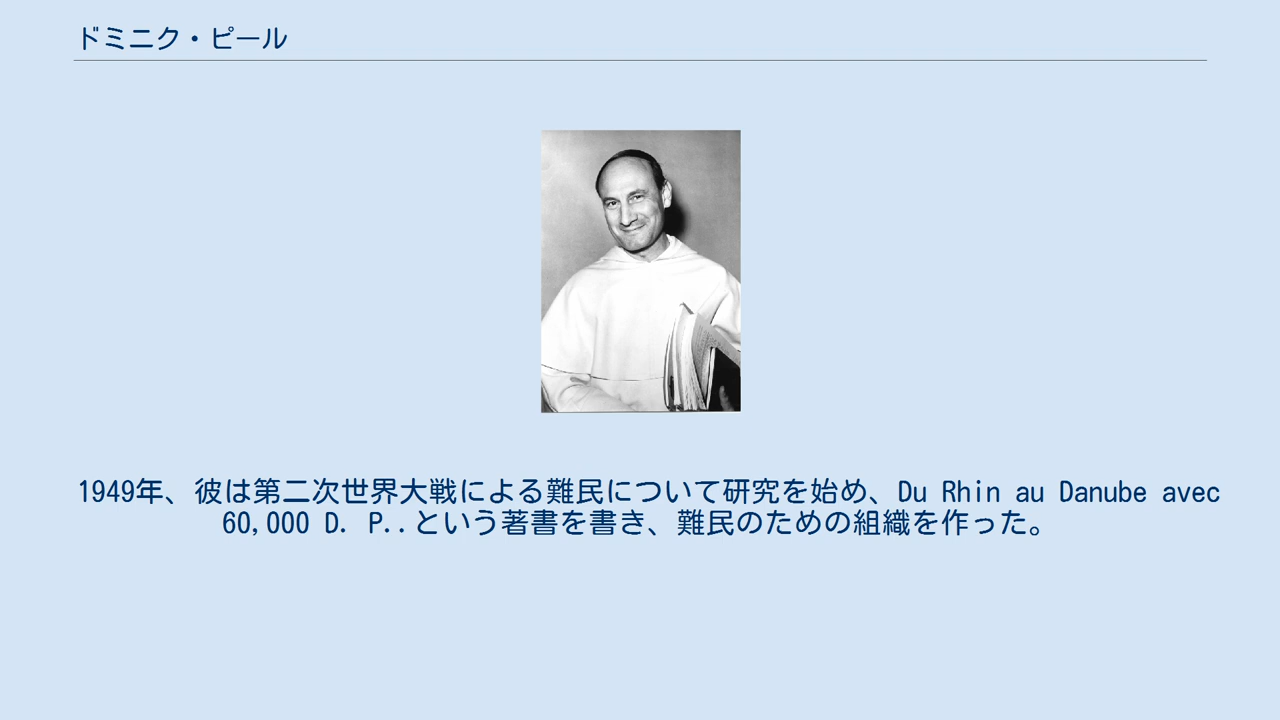 ドミニク・ピール
1949年、彼は第二次世界大戦による難民について研究を始め、Du Rhin au Danube avec
60,000 D. P..という著書を書き、難民のための組織を作った。